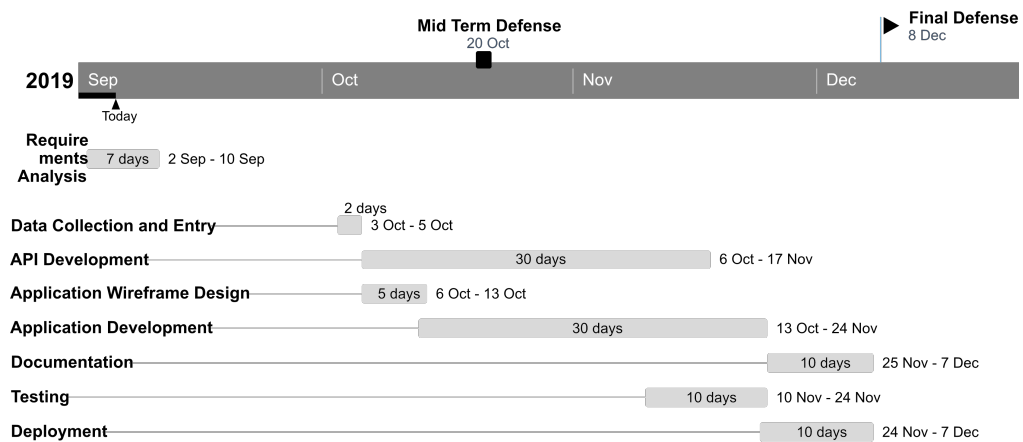 Final Defense
8 Dec
Mid Term Defense
20 Oct
2019 Sep Oct Nov Dec
Today
Require
ments
Analysis
7 days 2 Sep - 10 Sep
2 days
Data Collection and Entry 3 Oct - 5 Oct
API Development 30 days 6 Oct - 17 Nov
Application Wireframe Design 5 days 6 Oct - 13 Oct
Application Development 30 days 13 Oct - 24 Nov
Documentation 10 days 25 Nov - 7 Dec
Testing 10 days 10 Nov - 24 Nov
Deployment 10 days 24 Nov - 7 Dec